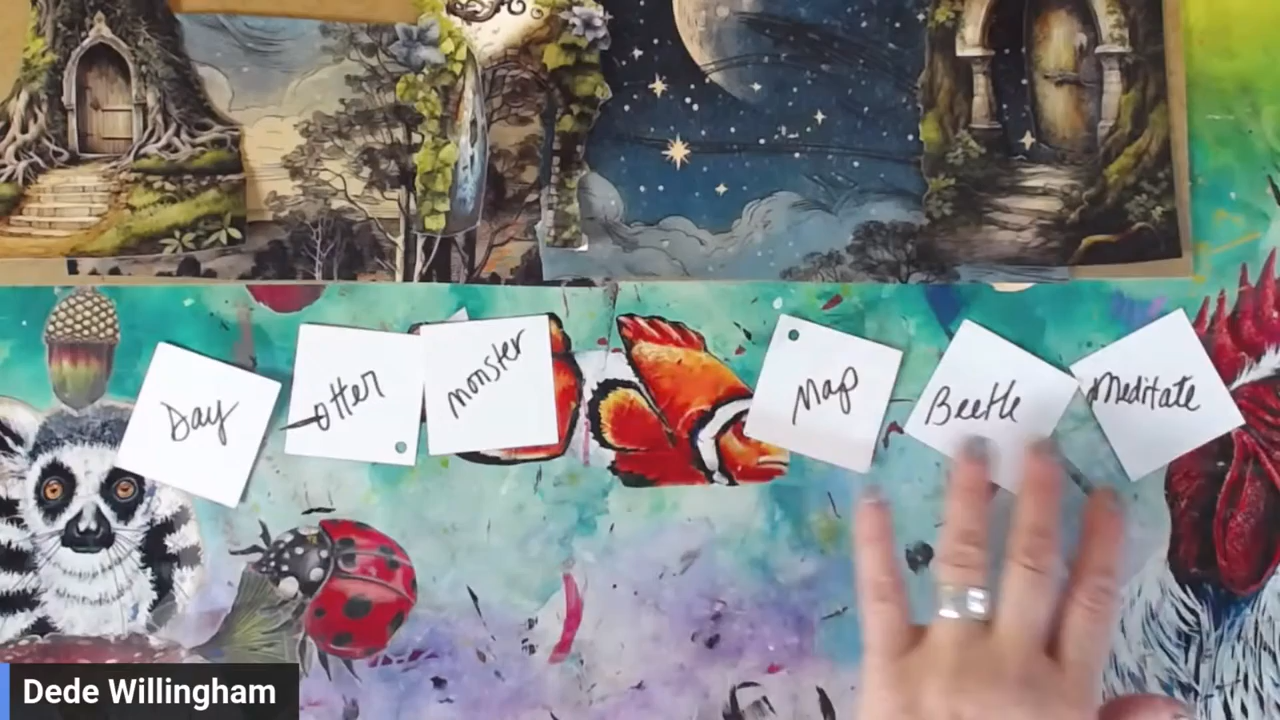 Day
otter
monster
Map
Beetle
Meditate
Dede Willingham